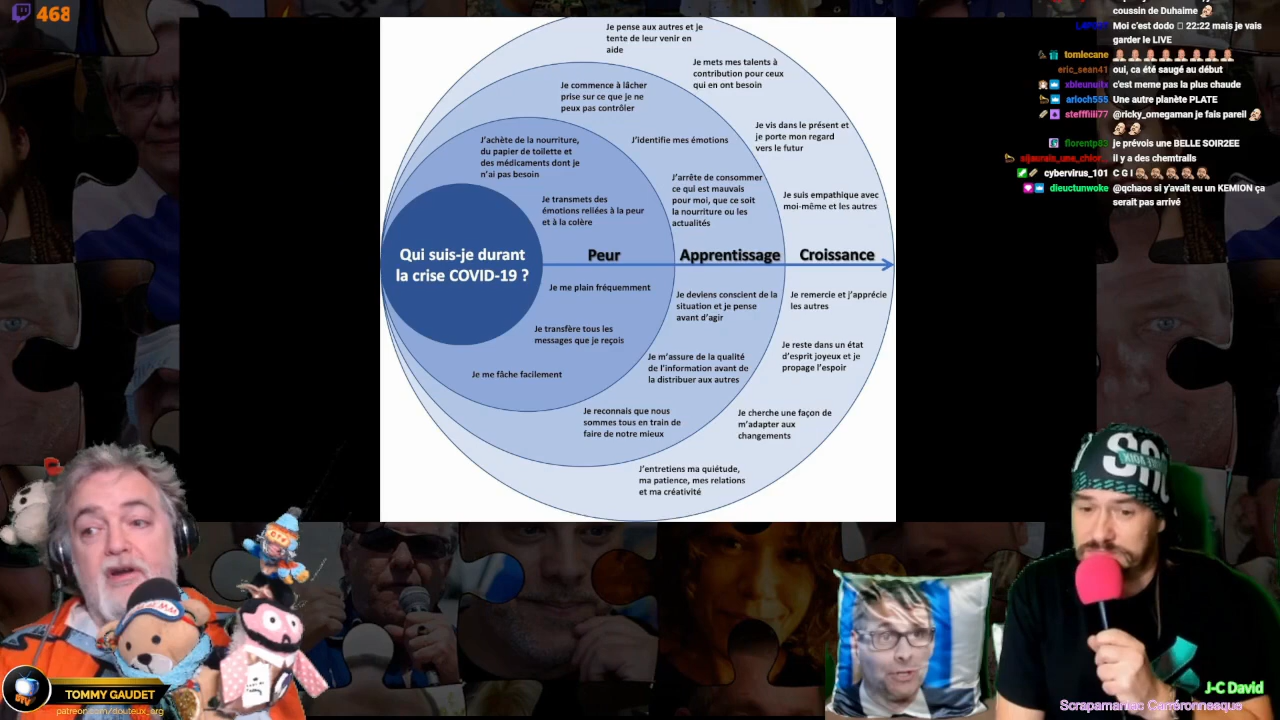 468
Je pense aux autres et je
tente de leur venir en
aide
Je mets mes talents à
contribution pour ceux
qui en ont besoin
Je commence à lâcher
prise sur ce que je ne
peux pas contrôler
Je vis dans le présent et
je porte mon regard
vers le futur
J'achète de la nourriture,
du papier de toilette et
des médicaments dont je
n'ai pas besoin
J'identifie mes émotions
J'arrête de consommer
ce qui est mauvais
pour moi, que ce soit
la nourriture ou les
actualités
Je transmets des
émotions reliées à la peur
et à la colère
Je suis empathique avec
moi-même et les autres
Qui suis-je durant
la crise COVID-19 ?
Peur
Apprentissage
Croissance
Je me plain fréquemment
Je deviens conscient de la
situation et je pense
avant d'agir
Je remercie et j'apprécie
les autres
Je transfère tous les
messages que je reçois
Je reste dans un état
d'esprit joyeux et je
propage l'espoir
Je m'assure de la qualité
de l'information avant de
la distribuer aux autres
Je me fâche facilement
Je reconnais que nous
sommes tous en train de
faire de notre mieux
Je cherche une façon de
m'adapter aux
changements
J'entretiens ma quiétude,
ma patience, mes relations
et ma créativité
coussin de Duhaime
Moi c'est dodo 22:22 mais je vais
garder le LIVE
tomlecane
eric_sean41 oui, ca été saugé au début
xbleunuitx c'est meme pas la plus chaude
arioch555 Une autre planète PLATE
stefffiiii77 @ricky_omegaman je fais pareil
florentp83 je prévois une BELLE SOIR2EE
il y a des chemtrails
cybervirus_101 C G I
dieuctunwoke @qchaos si y'avait eu un KEMION ça
serait pas arrivé
TOMMY GAUDET
patreon.com/douteux_org
J-C David
Scrapamaniac Carréronnesque